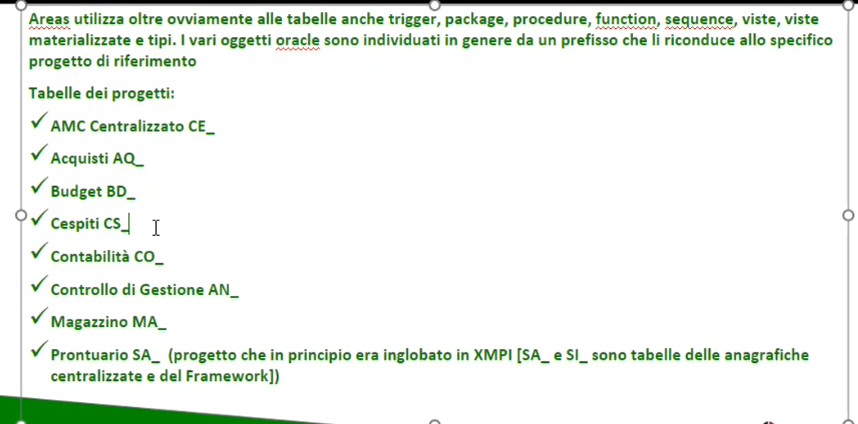 Areas utilizza oltre ovviamente alle tabelle anche trigger, package, procedure, function, sequence, viste, viste
materializzate e tipi. I vari oggetti oracle sono individuati in genere da un prefisso che li riconduce allo specifico
progetto di riferimento
Tabelle dei progetti:
✓ AMC Centralizzato CE_
✓ Acquisti AQ_
✓ Budget BD_
✓ Cespiti CS_
✓ Contabilità CO_
✓ Controllo di Gestione AN_
✓ Magazzino MA_
✓ Prontuario SA_ (progetto che in principio era inglobato in XMPI [SA_ e SI_ sono tabelle delle anagrafiche
centralizzate e del Framework])